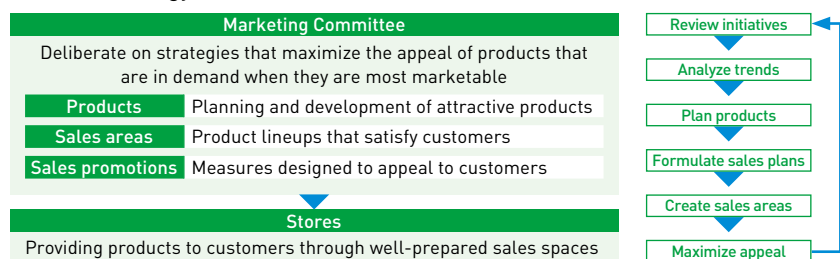 Marketing Committee
Deliberate on strategies that maximize the appeal of products that
are in demand when they are most marketable
Products Planning and development of attractive products
Sales areas Product lineups that satisfy customers
Sales promotions Measures designed to appeal to customers
Stores
Providing products to customers through well-prepared sales spaces
Review initiatives
Analyze trends
Plan products
Formulate sales plans
Create sales areas
Maximize appeal